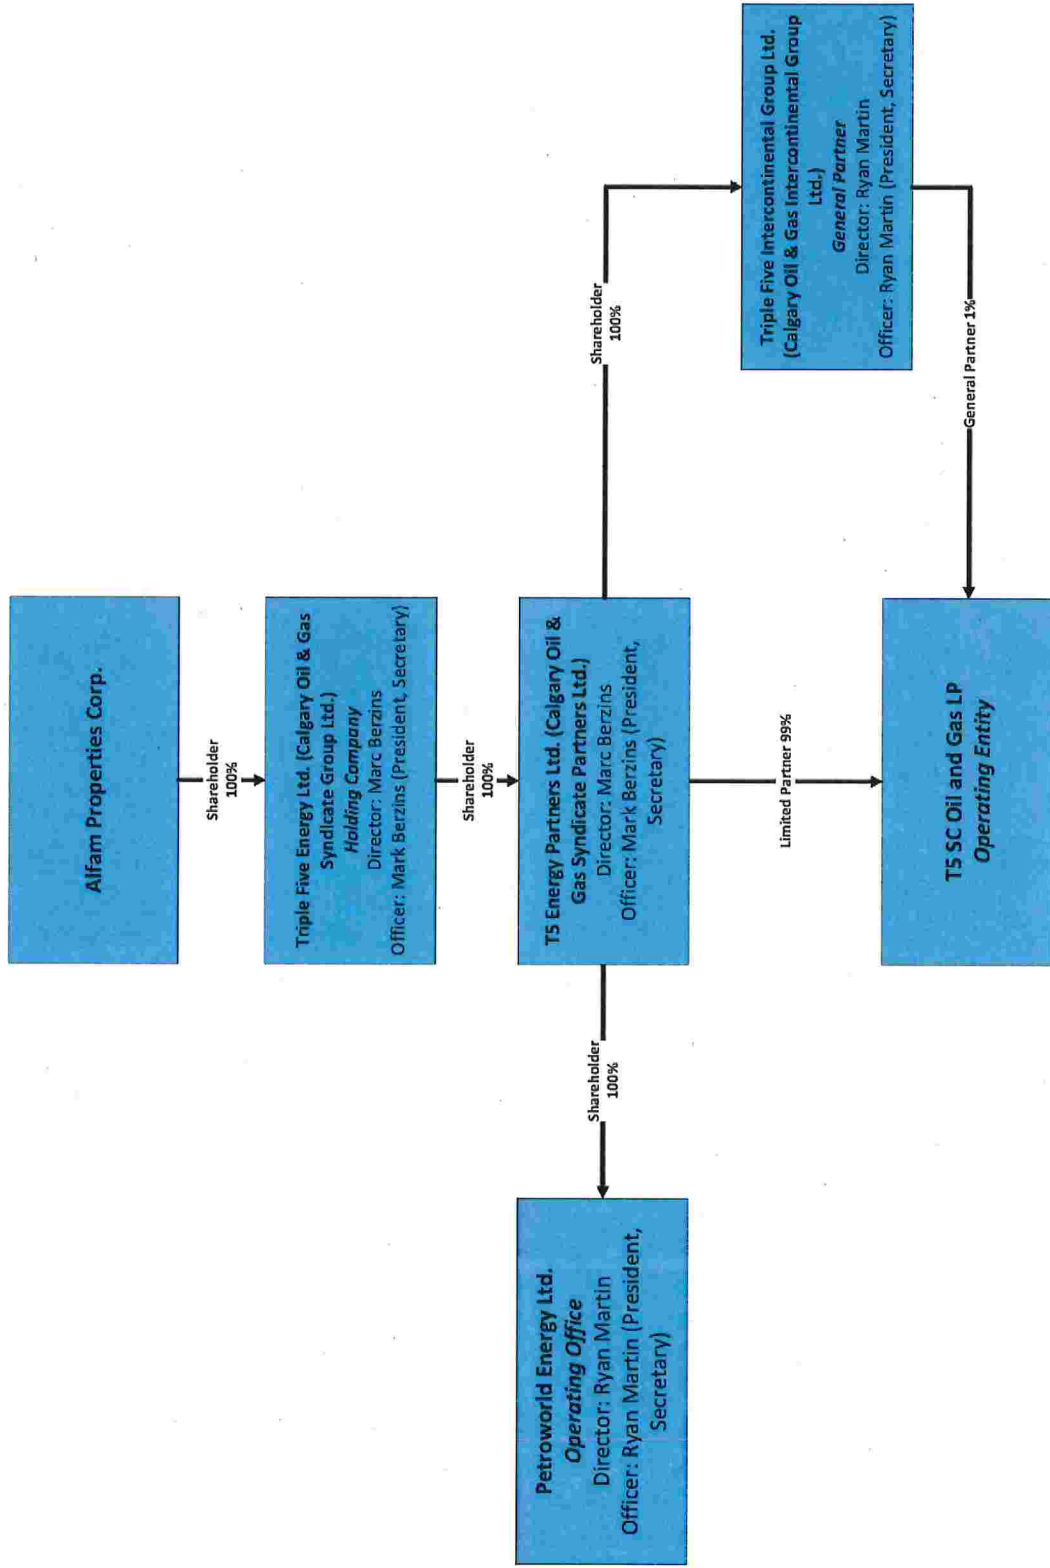 Alfam Properties Corp.
Shareholder
100%
Triple Five Energy Ltd. (Calgary Oil & Gas
Syndicate Group Ltd.)
Holding Company
Director: Marc Berzins
Officer: Mark Berzins (President, Secretary)
Shareholder
100%
T5 Energy Partners Ltd. (Calgary Oil &
Gas Syndicate Partners Ltd.)
Director: Marc Berzins
Officer: Mark Berzins (President,
Secretary)
Shareholder
100%
Petroworld Energy Ltd.
Operating Office
Director: Ryan Martin
Officer: Ryan Martin (President,
Secretary)
Shareholder
100%
Triple Five Intercontinental Group Ltd.
(Calgary Oil & Gas Intercontinental Group
Ltd.)
General Partner
Director: Ryan Martin
Officer: Ryan Martin (President, Secretary)
Limited Partner 99%
General Partner 1%
T5 SC Oil and Gas LP
Operating Entity